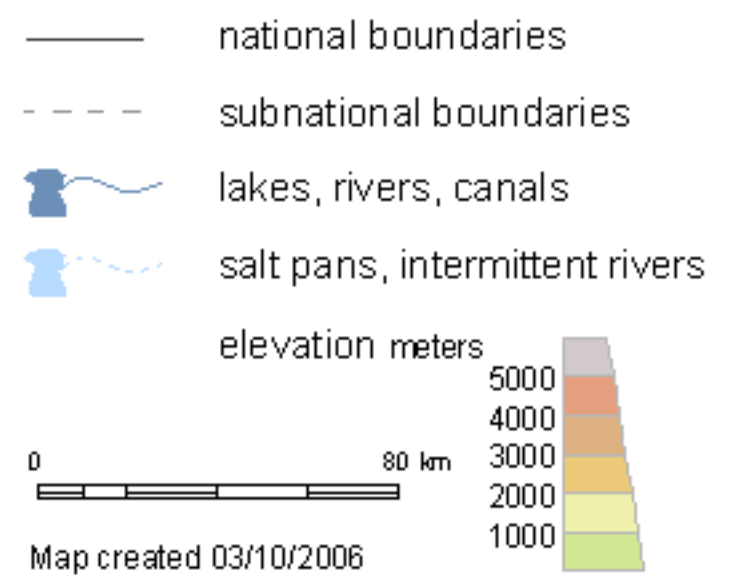 national boundaries
subnational boundaries
lakes, rivers, canals
salt pans, intermittent rivers
elevation meters
5000
4000
3000
2000
1000
0 80 km
Map created 03/10/2006